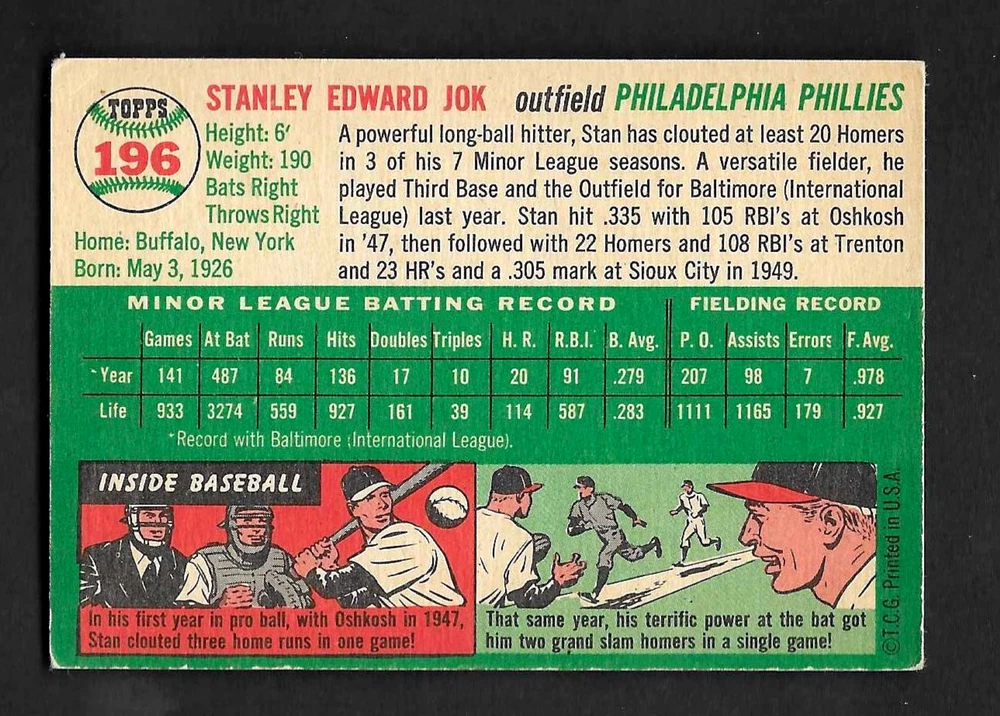 TOPPS
196
STANLEY EDWARD JOK outfield PHILADELPHIA PHILLIES
Height: 6'
Weight: 190
Bats Right
Throws Right
Home: Buffalo, New York
Born: May 3, 1926
A powerful long-ball hitter, Stan has clouted at least 20 Homers
in 3 of his 7 Minor League seasons. A versatile fielder, he
played Third Base and the Outfield for Baltimore (International
League) last year. Stan hit .335 with 105 RBI's at Oshkosh
in '47, then followed with 22 Homers and 108 RBI's at Trenton
and 23 HR's and a .305 mark at Sioux City in 1949.
MINOR LEAGUE BATTING RECORD FIELDING RECORD
Games At Bat Runs Hits Doubles Triples H. R. R.B.I. B. Avg. P. O. Assists Errors F. Avg.
*Year 141 487 84 136 17 10 20 91 .279 207 98 7 .978
Life 933 3274 559 927 161 39 114 587 .283 1111 1165 179 .927
*Record with Baltimore (International League).
INSIDE BASEBALL
In his first year in pro ball, with Oshkosh in 1947,
Stan clouted three home runs in one game!
That same year, his terrific power at the bat got
him two grand slam homers in a single game!
©T.C.G. Printed in U.S.A.